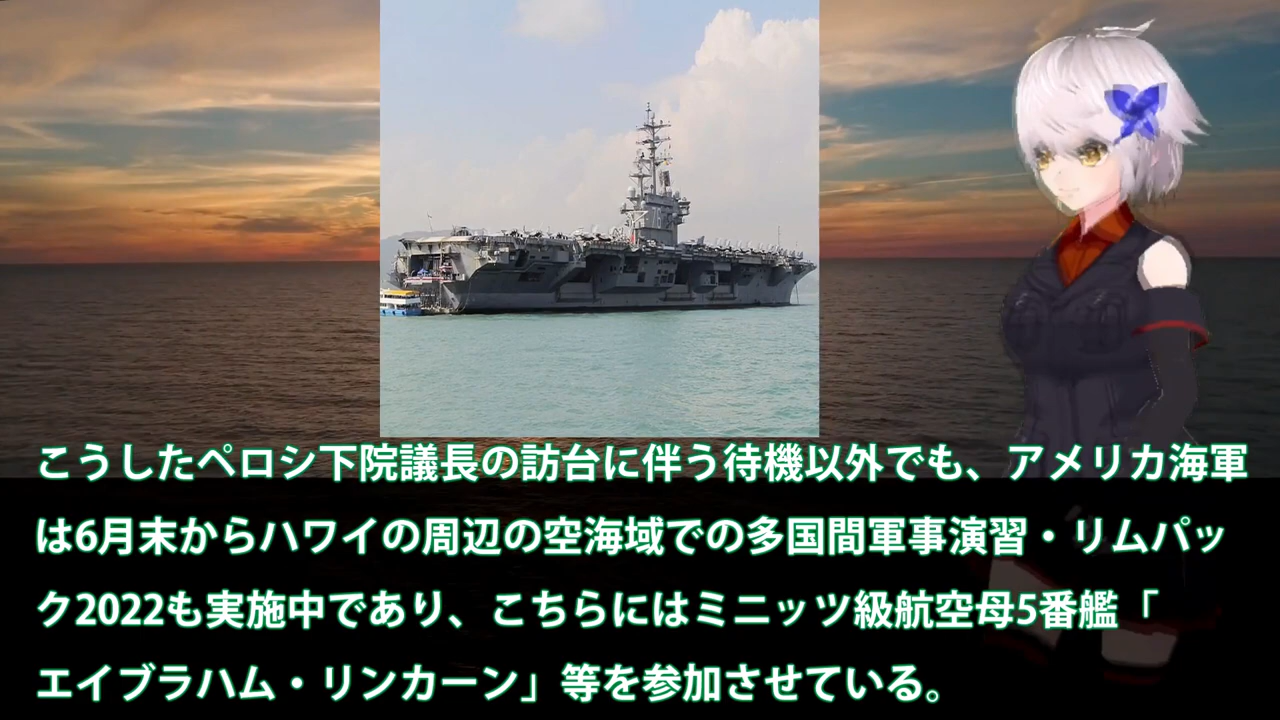 こうしたペロシ下院議長の訪台に伴う待機以外でも、アメリカ海軍
は6月末からハワイの周辺の空海域での多国間軍事演習・リムパッ
ク2022も実施中であり、こちらにはミニッツ級航空母5番艦「
エイブラハム・リンカーン」等を参加させている。